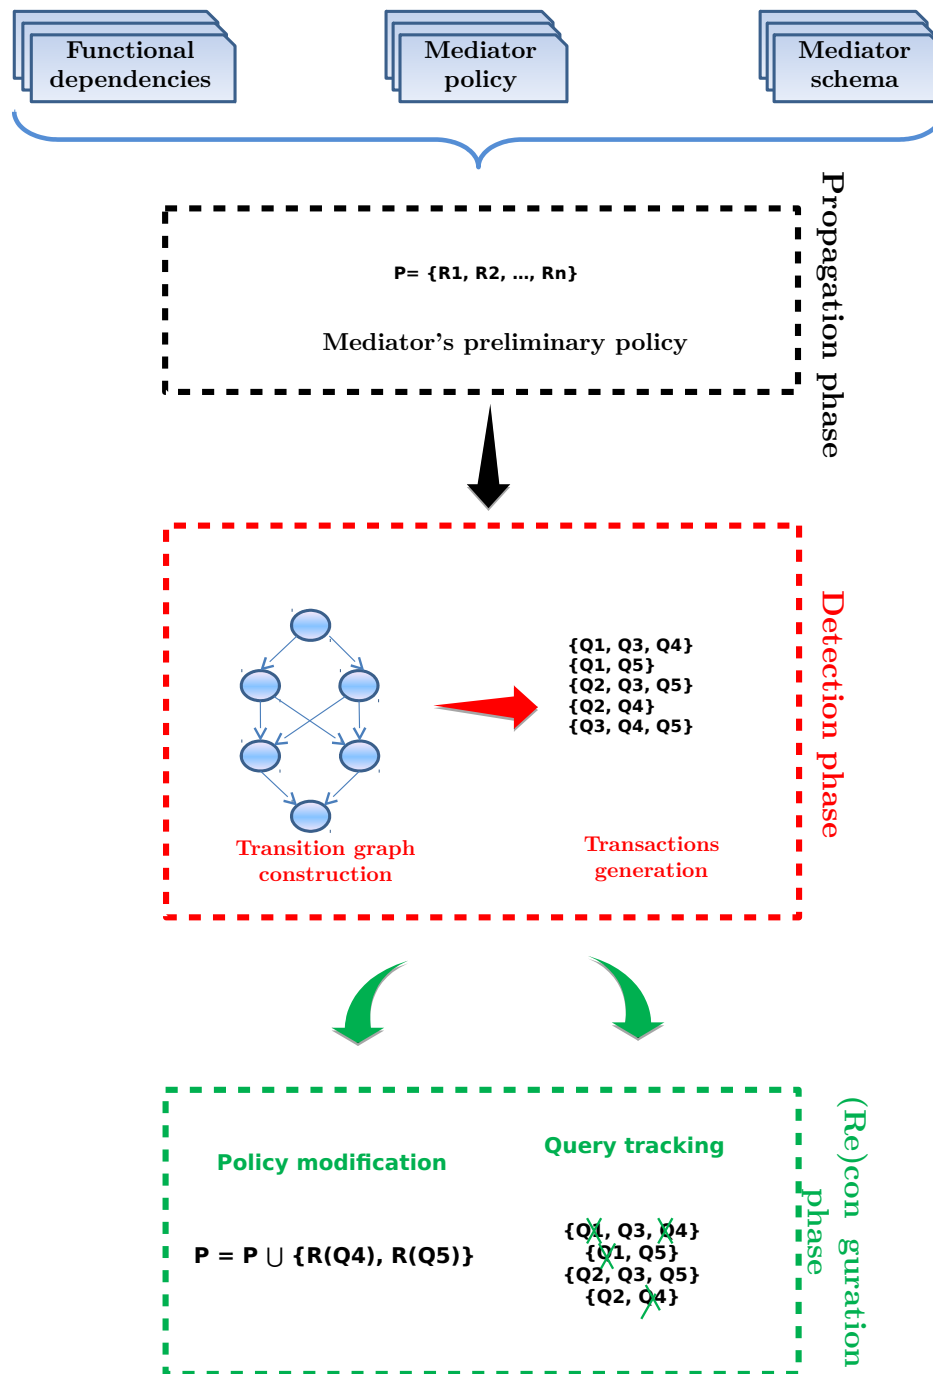 Functional
dependencies
Mediator
policy
Mediator
schema
Propagation phase
P= {R1, R2, ..., Rn}
Mediator's preliminary policy
Detection phase
{Q1, Q3, Q4}
{Q1, Q5}
{Q2, Q3, Q5}
{Q2, Q4}
{Q3, Q4, Q5}
Transition graph
construction
Transactions
generation
(Re)con guration
phase
Policy modification
P = P ⋃ {R(Q4), R(Q5)}
Query tracking
{Q1, Q3, Q4}
{Q1, Q5}
{Q2, Q3, Q5}
{Q2, Q4}